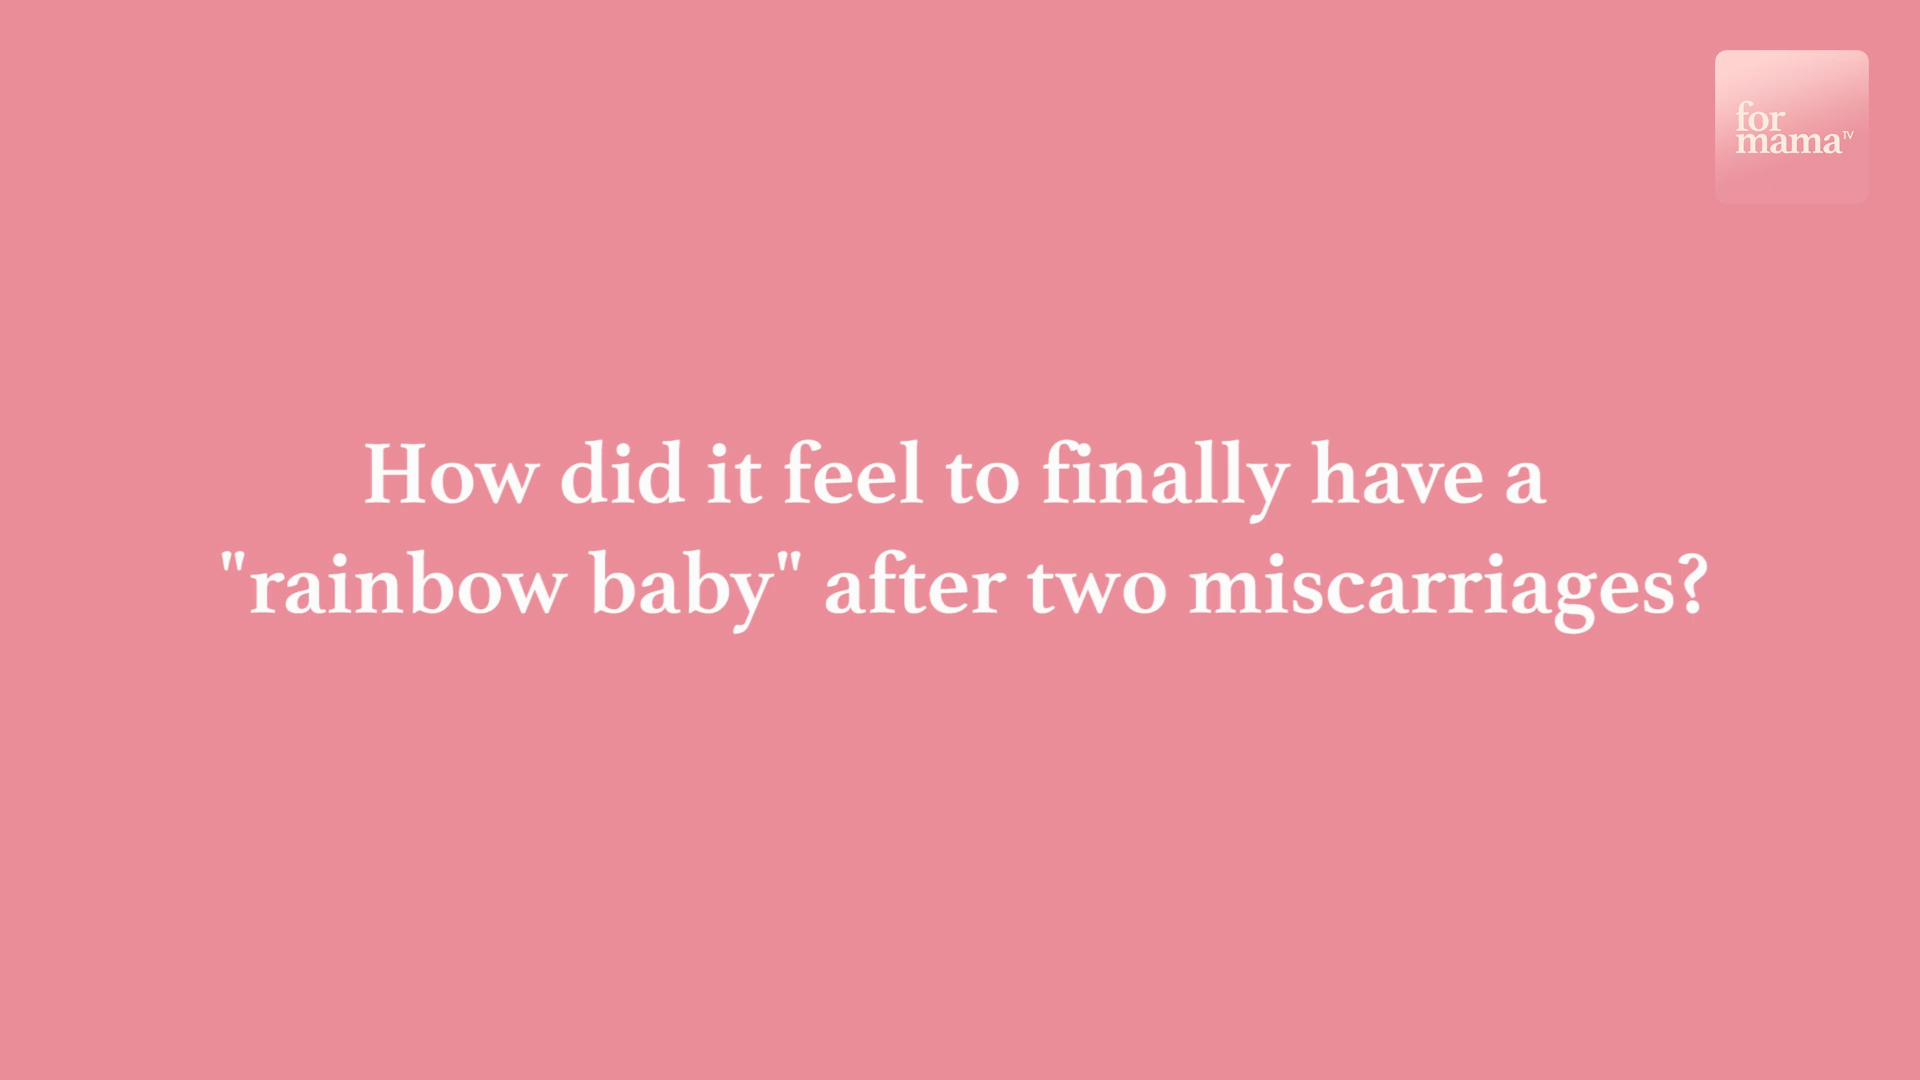 for
mama TV
How did it feel to finally have a
"rainbow baby" after two miscarriages?